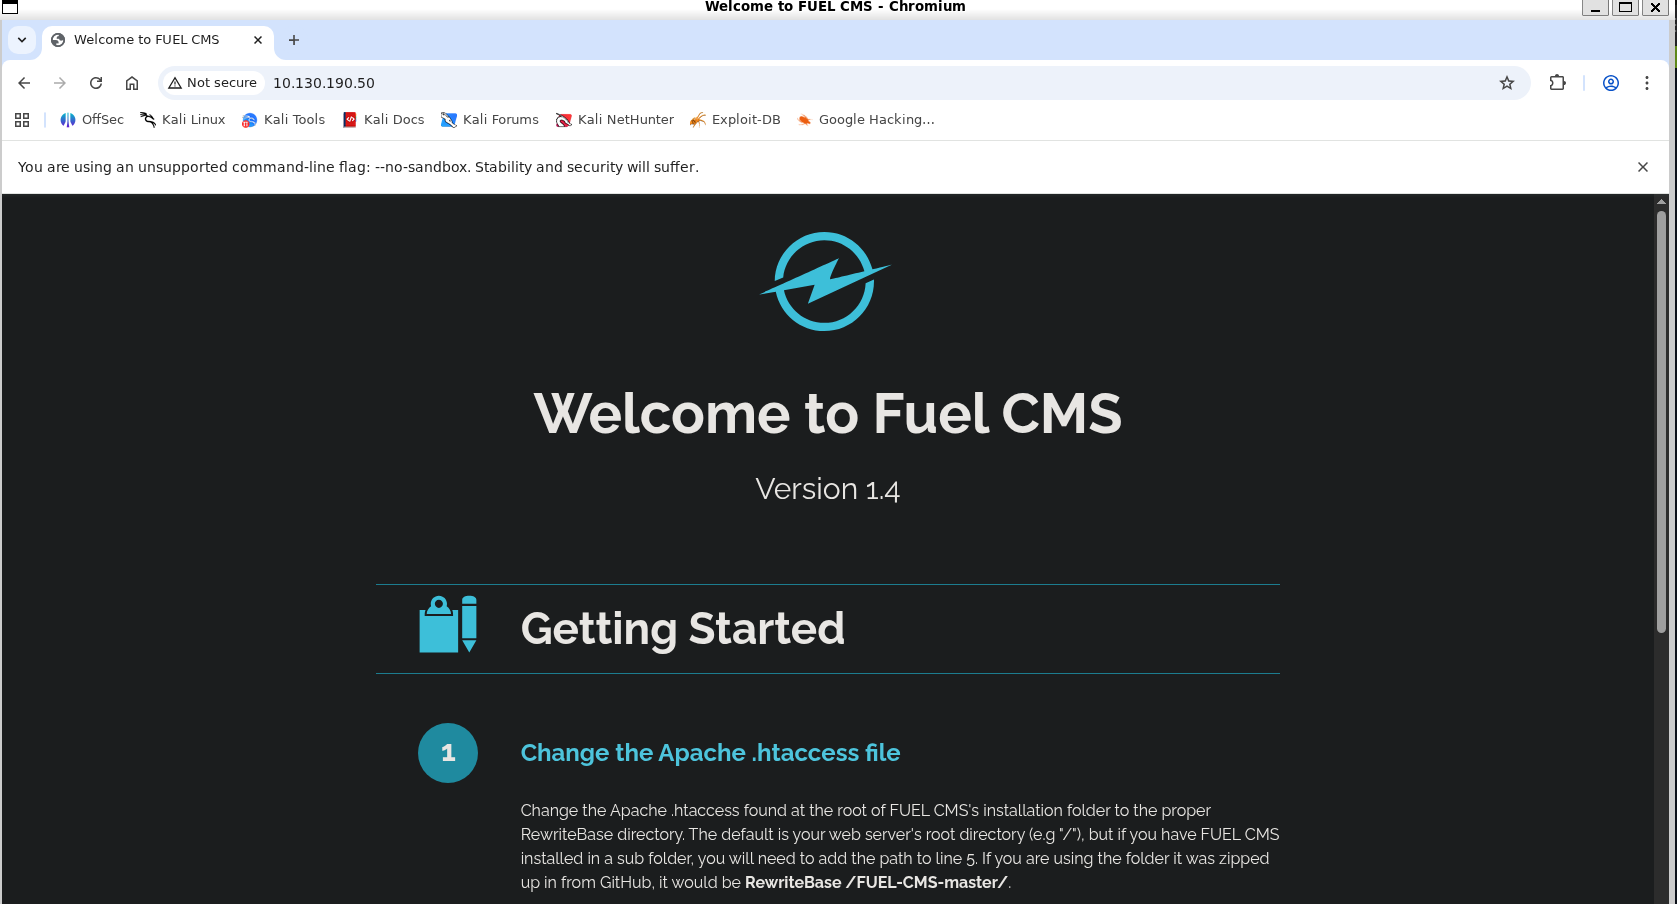 Welcome to FUEL CMS - Chromium
Welcome to FUEL CMS
Not secure 10.130.190.50
OffSec Kali Linux Kali Tools Kali Docs Kali Forums Kali NetHunter Exploit-DB Google Hacking...
You are using an unsupported command-line flag: --no-sandbox. Stability and security will suffer.
Welcome to Fuel CMS
Version 1.4
Getting Started
1 Change the Apache .htaccess file
Change the Apache .htaccess found at the root of FUEL CMS's installation folder to the proper
RewriteBase directory. The default is your web server's root directory (e.g "/"), but if you have FUEL CMS
installed in a sub folder, you will need to add the path to line 5. If you are using the folder it was zipped
up in from GitHub, it would be RewriteBase /FUEL-CMS-master/.